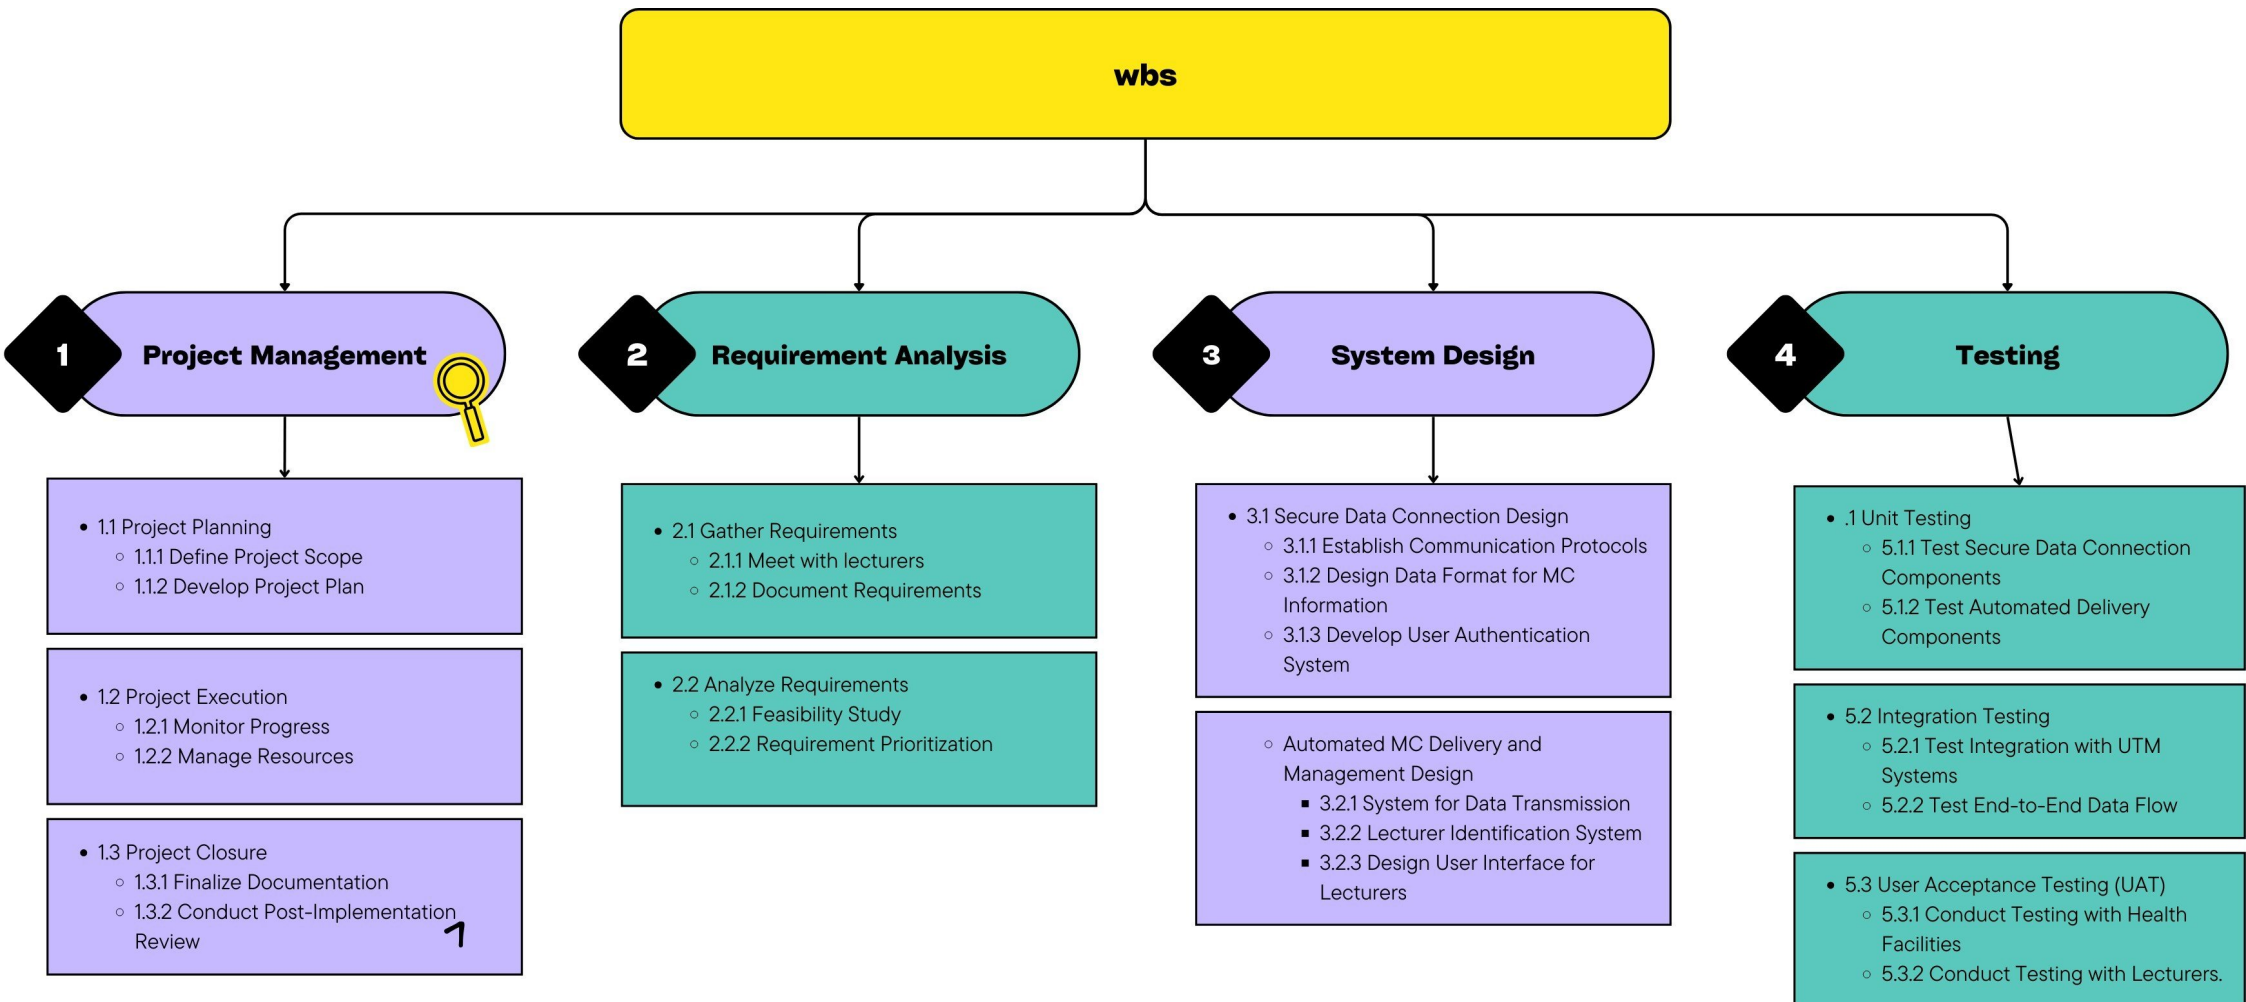 wbs
1
Project Management
1.1 Project Planning
1.1.1 Define Project Scope
1.1.2 Develop Project Plan
1.2 Project Execution
1.2.1 Monitor Progress
1.2.2 Manage Resources
1.3 Project Closure
1.3.1 Finalize Documentation
1.3.2 Conduct Post-Implementation
Review
2
Requirement Analysis
2.1 Gather Requirements
2.1.1 Meet with lecturers
2.1.2 Document Requirements
2.2 Analyze Requirements
2.2.1 Feasibility Study
2.2.2 Requirement Prioritization
3
System Design
3.1 Secure Data Connection Design
3.1.1 Establish Communication Protocols
3.1.2 Design Data Format for MC
Information
3.1.3 Develop User Authentication
System
Automated MC Delivery and
Management Design
3.2.1 System for Data Transmission
3.2.2 Lecturer Identification System
3.2.3 Design User Interface for
Lecturers
4
Testing
.1 Unit Testing
5.1.1 Test Secure Data Connection
Components
5.1.2 Test Automated Delivery
Components
5.2 Integration Testing
5.2.1 Test Integration with UTM
Systems
5.2.2 Test End-to-End Data Flow
5.3 User Acceptance Testing (UAT)
5.3.1 Conduct Testing with Health
Facilities
5.3.2 Conduct Testing with Lecturers.